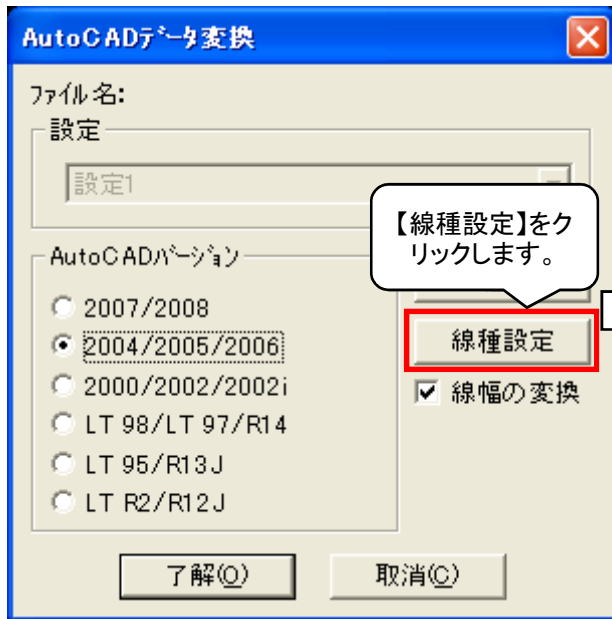 AutoCADﾃﾞｰﾀ変換
ﾌｧｲﾙ名:
設定
設定1
【線種設定】をク
リックします。
AutoCADﾊﾞｰｼﾞｮﾝ
2007/2008
2004/2005/2006
2000/2002/2002i
LT 98/LT 97/R14
LT 95/R13J
LT R2/R12J
線種設定
線幅の変換
了解(O)
取消(C)